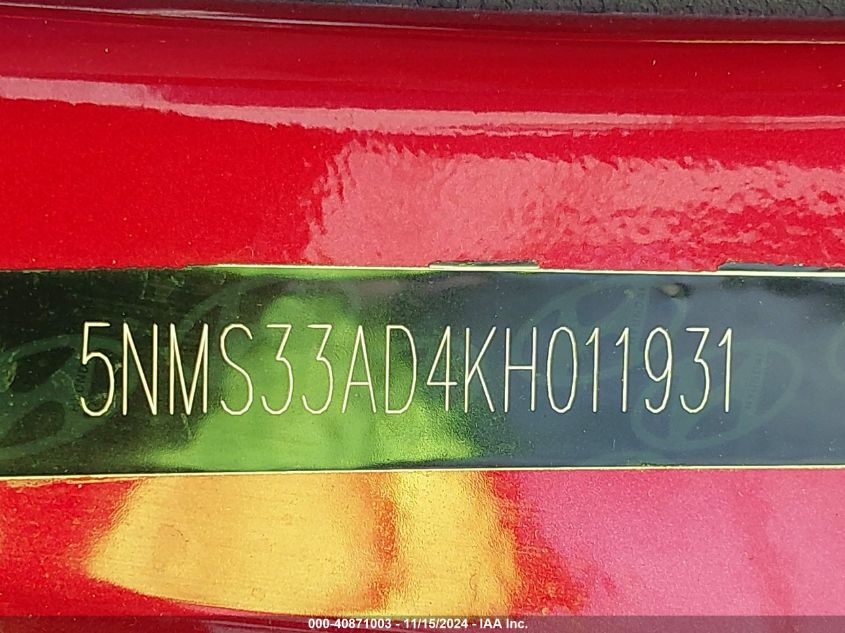 5NMS33AD4KH011931
000-40871003 - 11/15/2024 - IAA Inc.